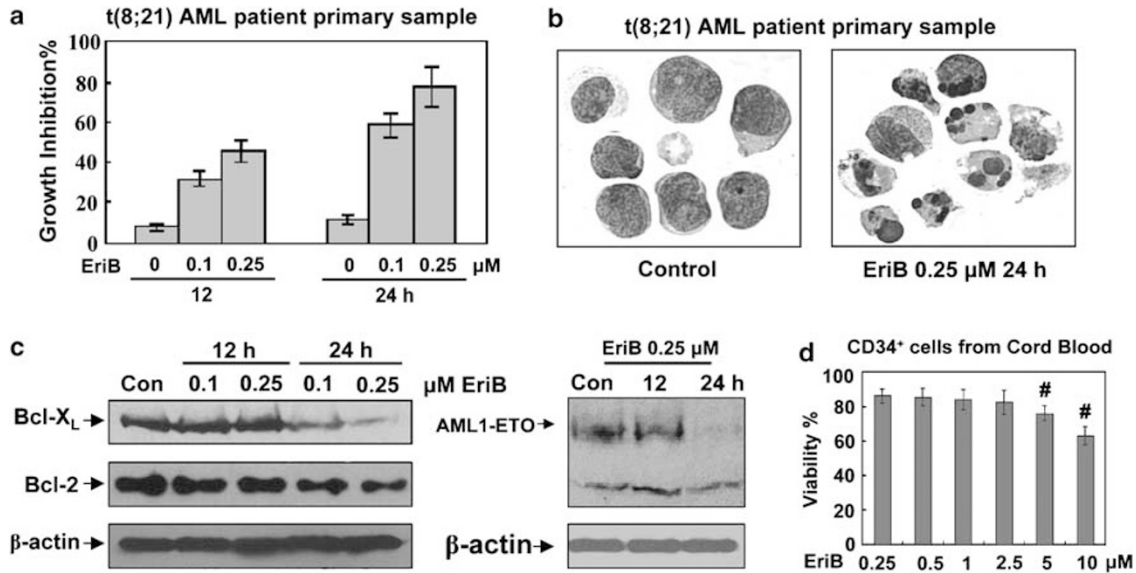 a
t(8;21) AML patient primary sample
Growth Inhibition%
100
80
60
40
20
0
EriB 0 0.1 0.25 0 0.1 0.25 µM
12 24 h
b
t(8;21) AML patient primary sample
Control EriB 0.25 µM 24 h
c
12 h 24 h
Con 0.1 0.25 0.1 0.25 µM EriB
Bcl-XL
Bcl-2
β-actin
EriB 0.25 µM
Con 12 24 h
AML1-ETO
β-actin
d
CD34⁺ cells from Cord Blood
Viability %
100
80
60
40
20
0
# #
EriB 0.25 0.5 1 2.5 5 10 µM